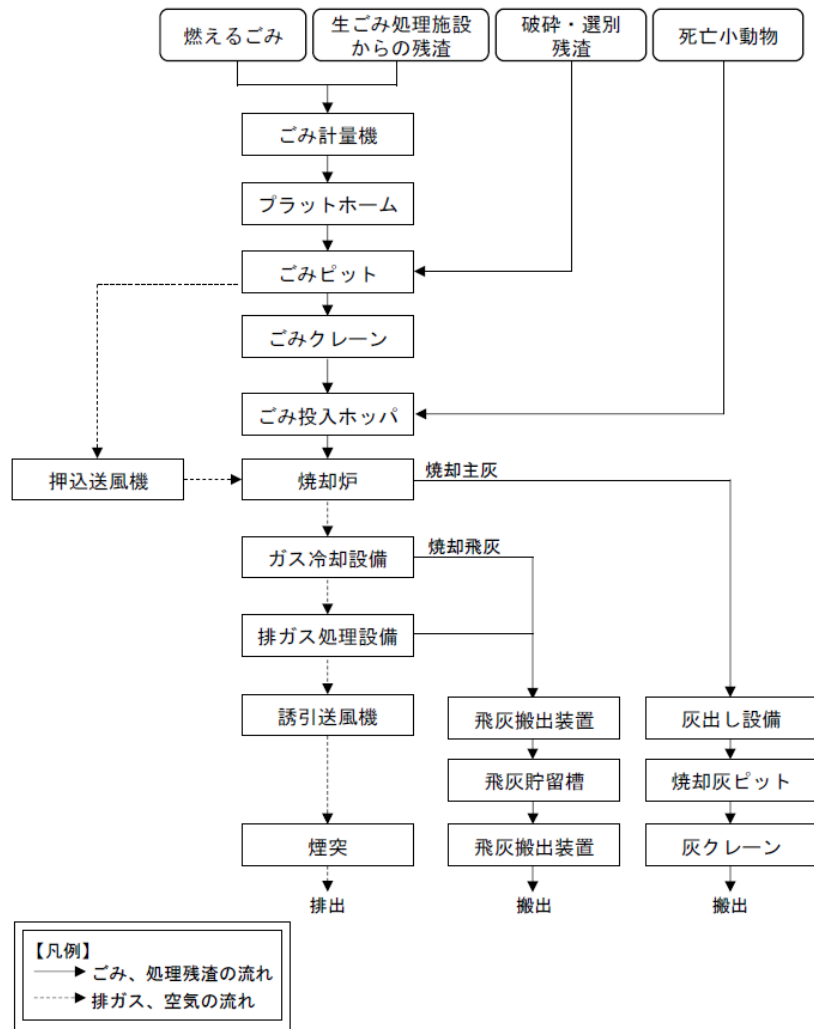 燃えるごみ
生ごみ処理施設
からの残渣
破砕・選別
残渣
死亡小動物
ごみ計量機
プラットホーム
ごみピット
ごみクレーン
ごみ投入ホッパ
押込送風機
焼却炉
焼却主灰
ガス冷却設備
焼却飛灰
排ガス処理設備
誘引送風機
飛灰搬出装置
灰出し設備
飛灰貯留槽
焼却灰ピット
煙突
飛灰搬出装置
灰クレーン
排出
搬出
搬出
【凡例】
ごみ、処理残渣の流れ
排ガス、空気の流れ